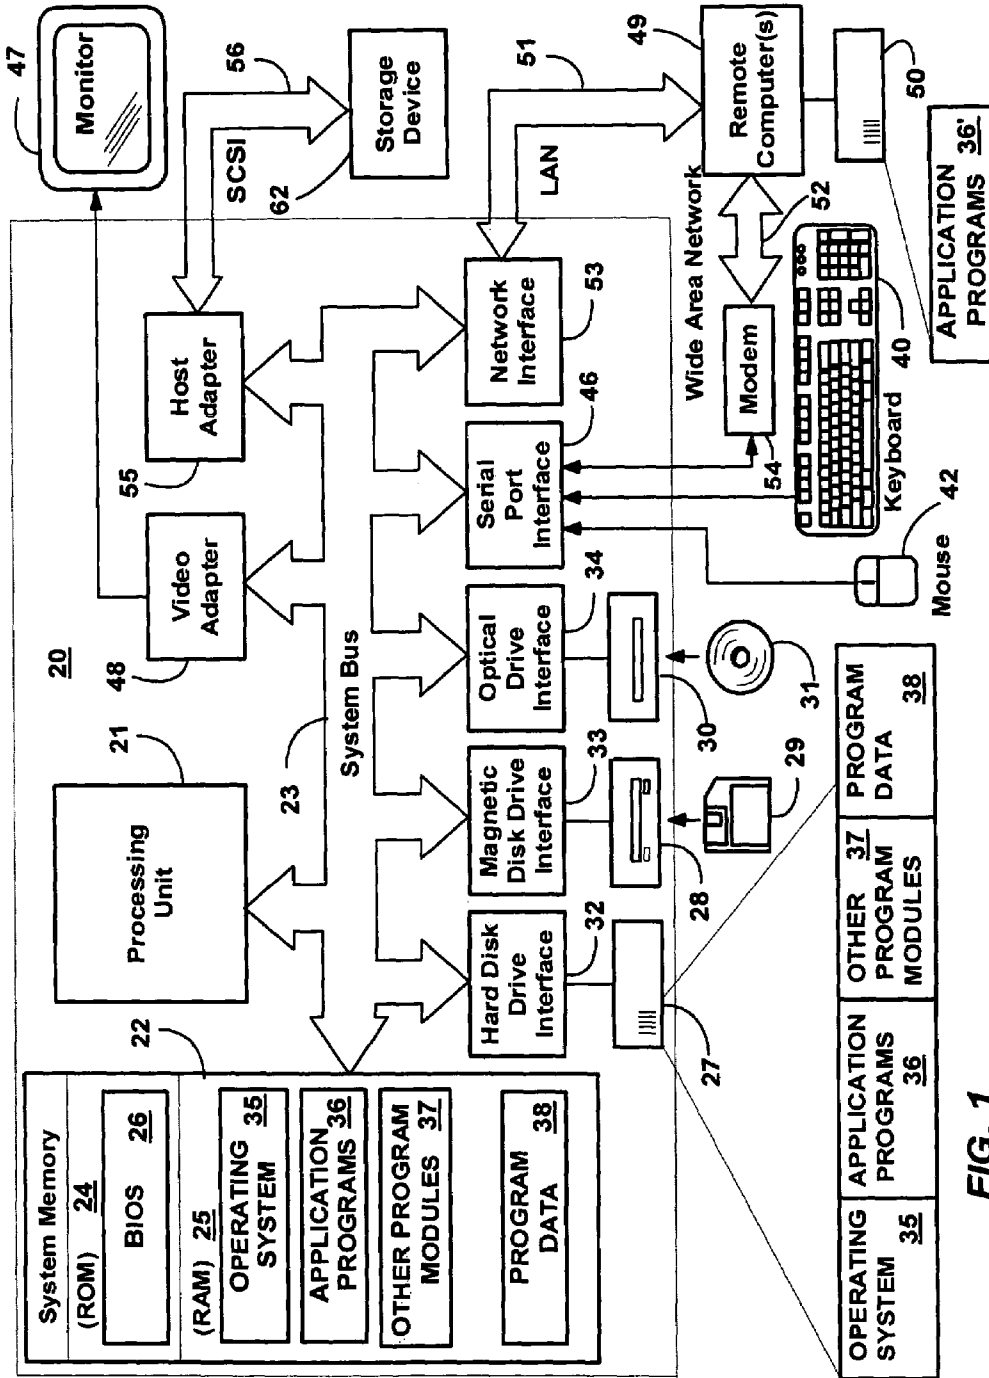 System Memory
(ROM) 24
BIOS 26
(RAM) 25
OPERATING
SYSTEM 35
APPLICATION
PROGRAMS 36
OTHER PROGRAM
MODULES 37
PROGRAM
DATA 38
22
Processing
Unit
21
20
Video
Adapter
48
Host
Adapter
55
47
Monitor
SCSI
56
Storage
Device
62
23
System Bus
Hard Disk
Drive
Interface
32
Magnetic
Disk Drive
Interface
33
Optical
Drive
Interface
34
Serial
Port
Interface
46
Network
Interface
53
LAN
51
49
Remote
Computer(s)
Wide Area Network
52
Modem
54
50
27
28
29
30
31
Keyboard
40
Mouse
42
APPLICATION
PROGRAMS 36'
OPERATING
SYSTEM 35
APPLICATION
PROGRAMS 36
OTHER 37
PROGRAM
MODULES
PROGRAM
DATA 38
FIG. 1